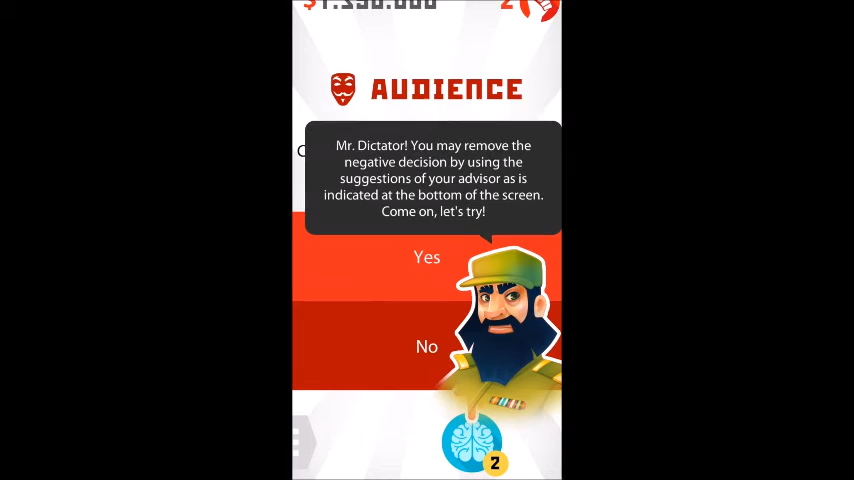 AUDIENCE
Mr. Dictator! You may remove the
negative decision by using the
suggestions of your advisor as is
indicated at the bottom of the screen.
Come on, let's try!
Yes
No
2